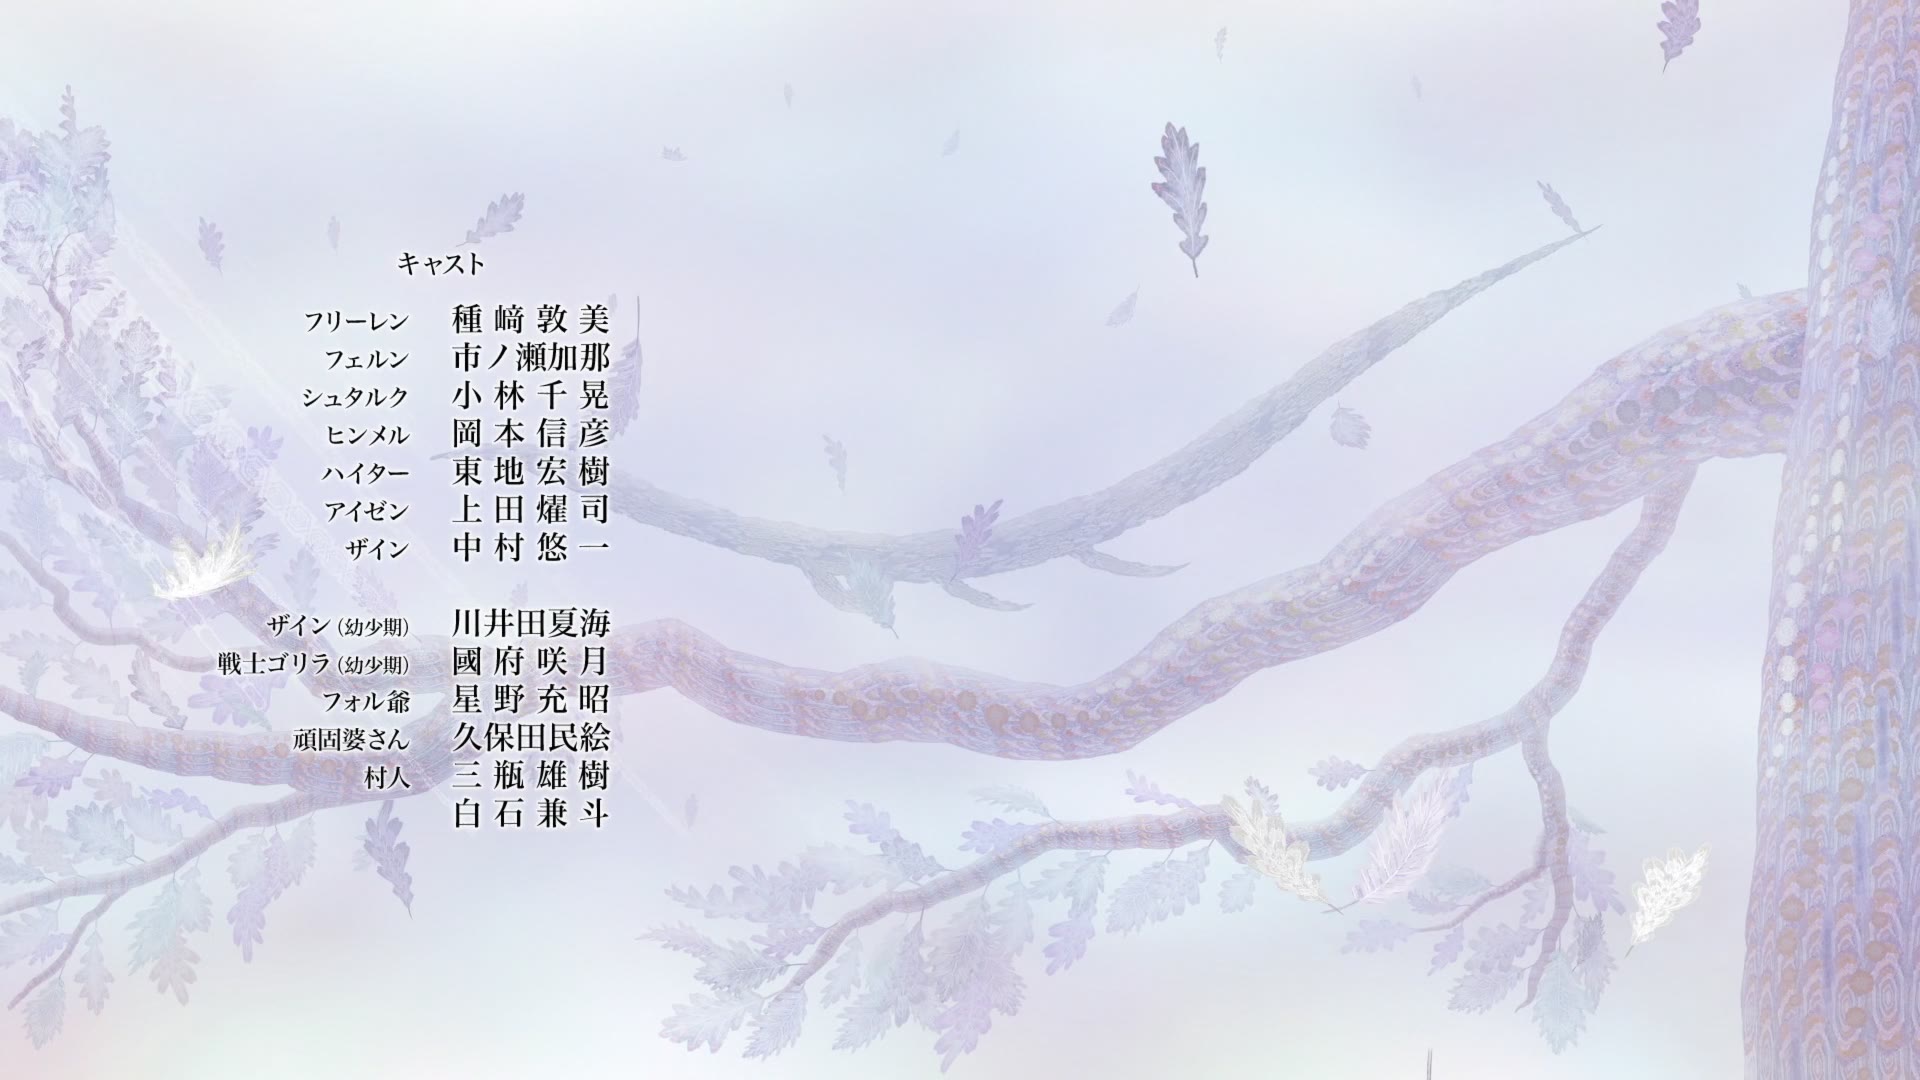 キャスト
フリーレン 種﨑敦美
フェルン 市ノ瀬加那
シュタルク 小林千晃
ヒンメル 岡本信彦
ハイター 東地宏樹
アイゼン 上田燿司
ザイン 中村悠一
ザイン（幼少期） 川井田夏海
戦士ゴリラ（幼少期） 國府咲月
フォル爺 星野充昭
頑固婆さん 久保田民絵
村人 三瓶雄樹
白石兼斗